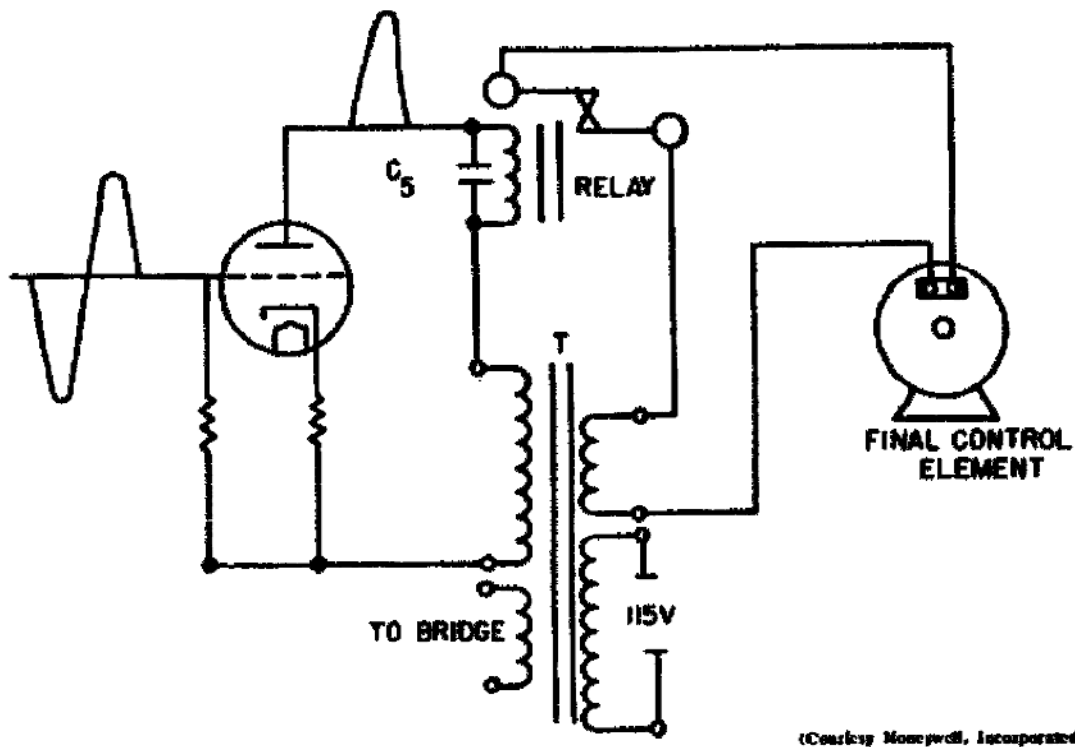 C5
RELAY
T
FINAL CONTROL
ELEMENT
TO BRIDGE
115V
(Courtesy Honeywell, Incorporated